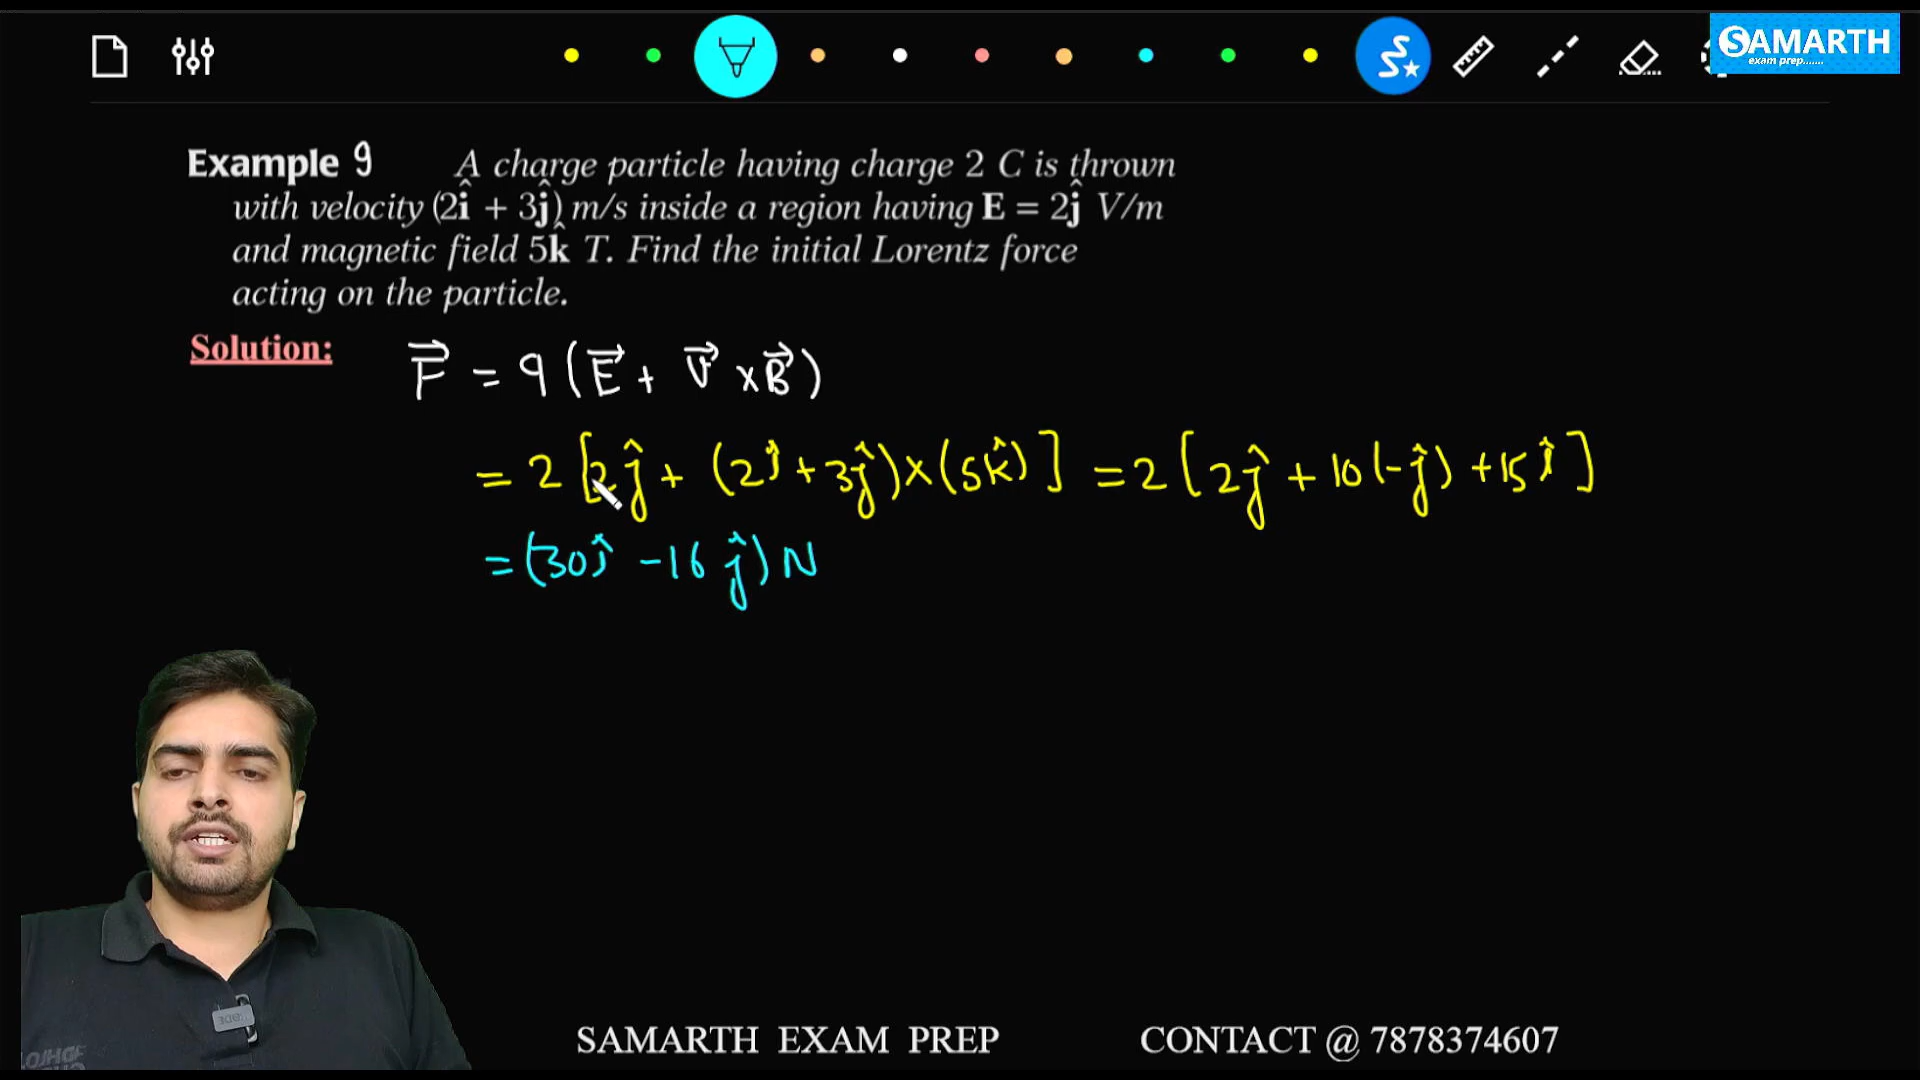 SAMARTH
exam prep.......
Example 9 A charge particle having charge 2 C is thrown
with velocity (2î + 3ĵ) m/s inside a region having E = 2ĵ V/m
and magnetic field 5k̂ T. Find the initial Lorentz force
acting on the particle.
Solution: F⃗ = q (E⃗ + V⃗ × B⃗)
= 2 [2ĵ + (2î + 3ĵ) × (5k̂)] = 2 [2ĵ + 10(-ĵ) + 15î]
= (30î - 16ĵ) N
SAMARTH EXAM PREP CONTACT @ 7878374607